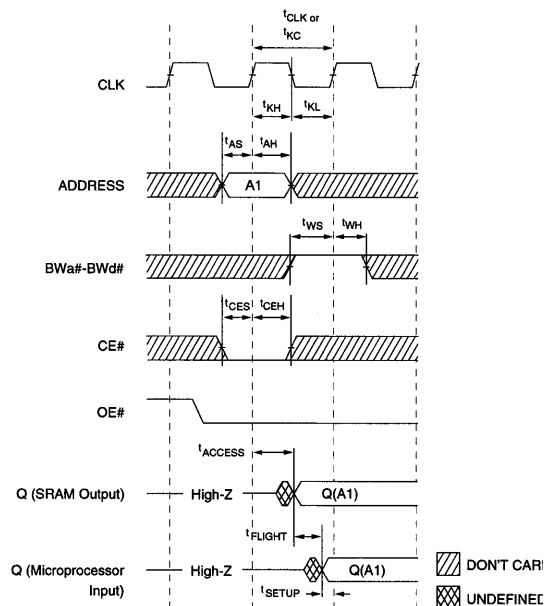 tCLK or
tKC
CLK
tKH
tKL
tAS
tAH
ADDRESS
A1
tWS
tWH
BWa#-BWd#
tCES
tCEH
CE#
OE#
tACCESS
Q (SRAM Output)
High-Z
Q(A1)
tFLIGHT
Q (Microprocessor
Input)
High-Z
Q(A1)
DON'T CARE
tSETUP
UNDEFINED